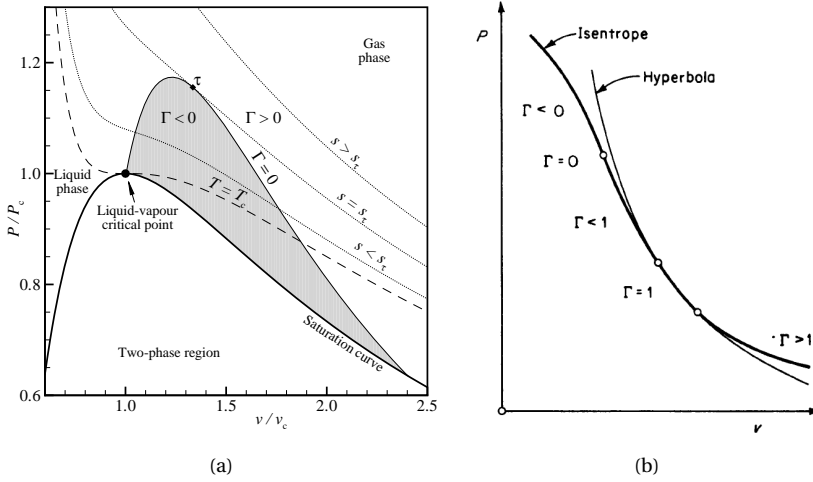 1.2
1.0
0.8
0.6
P / P_c
1.0
1.5
2.0
2.5
v / v_c
Gas
phase
τ
Γ < 0
Γ > 0
Γ = 0
s > s_τ
s = s_τ
s < s_τ
T = T_c
Liquid
phase
Liquid-vapour
critical point
Saturation curve
Two-phase region
(a)
P
Isentrope
Hyperbola
Γ < 0
Γ = 0
Γ < 1
Γ = 1
Γ > 1
v
(b)